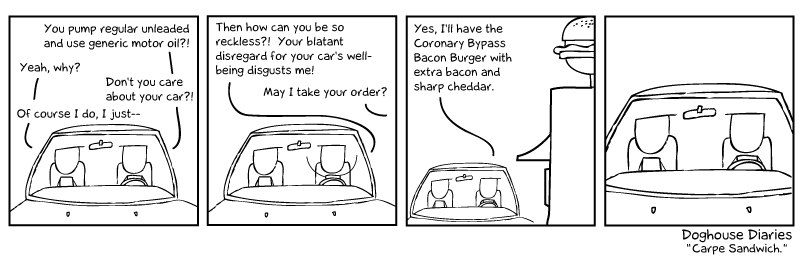 You pump regular unleaded
and use generic motor oil?!
Yeah, why?
Don't you care
about your car?!
Of course I do, I just--
Then how can you be so
reckless?! Your blatant
disregard for your car's well-
being disgusts me!
May I take your order?
Yes, I'll have the
Coronary Bypass
Bacon Burger with
extra bacon and
sharp cheddar.
Doghouse Diaries
"Carpe Sandwich."